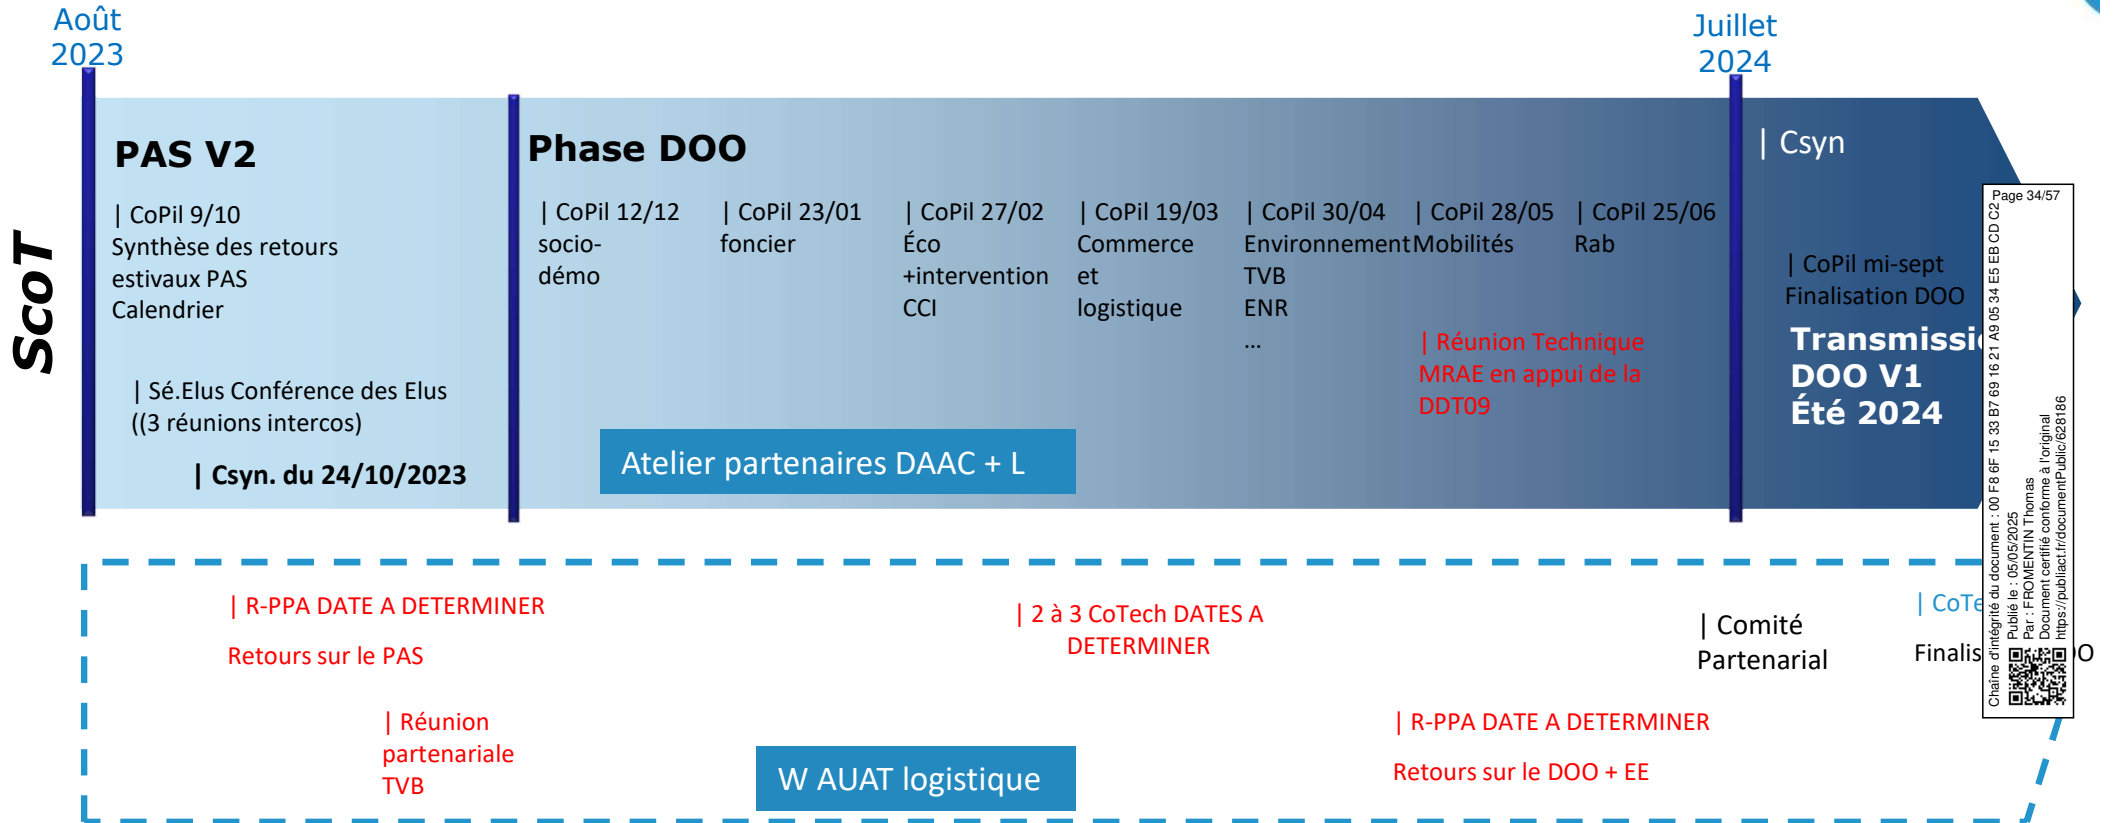 Août
2023
Juillet
2024
ScoT
PAS V2
| CoPil 9/10
Synthèse des retours
estivaux PAS
Calendrier
| Sé.Elus Conférence des Elus
((3 réunions intercos)
| Csyn. du 24/10/2023
Phase DOO
| CoPil 12/12
socio-
démo
| CoPil 23/01
foncier
| CoPil 27/02
Éco
+intervention
CCI
| CoPil 19/03
Commerce
et
logistique
| CoPil 30/04
Environnement
TVB
ENR
...
| CoPil 28/05
Mobilités
| CoPil 25/06
Rab
| Réunion Technique
MRAE en appui de la
DDT09
Atelier partenaires DAAC + L
| Csyn
| CoPil mi-sept
Finalisation DOO
Transmissi
DOO V1
Été 2024
| R-PPA DATE A DETERMINER
Retours sur le PAS
| Réunion
partenariale
TVB
| 2 à 3 CoTech DATES A
DETERMINER
W AUAT logistique
| R-PPA DATE A DETERMINER
Retours sur le DOO + EE
| Comité
Partenarial
| CoTe
Finalis
O
Page 34/57
Chaîne d'intégrité du document : 00 F8 6F 15 33 B7 69 16 21 A9 05 34 E5 EB CD C2
Publié le : 05/05/2025
Par : FROMENTIN Thomas
Document certifié conforme à l'original
https://publiact.fr/documentPublic/628186